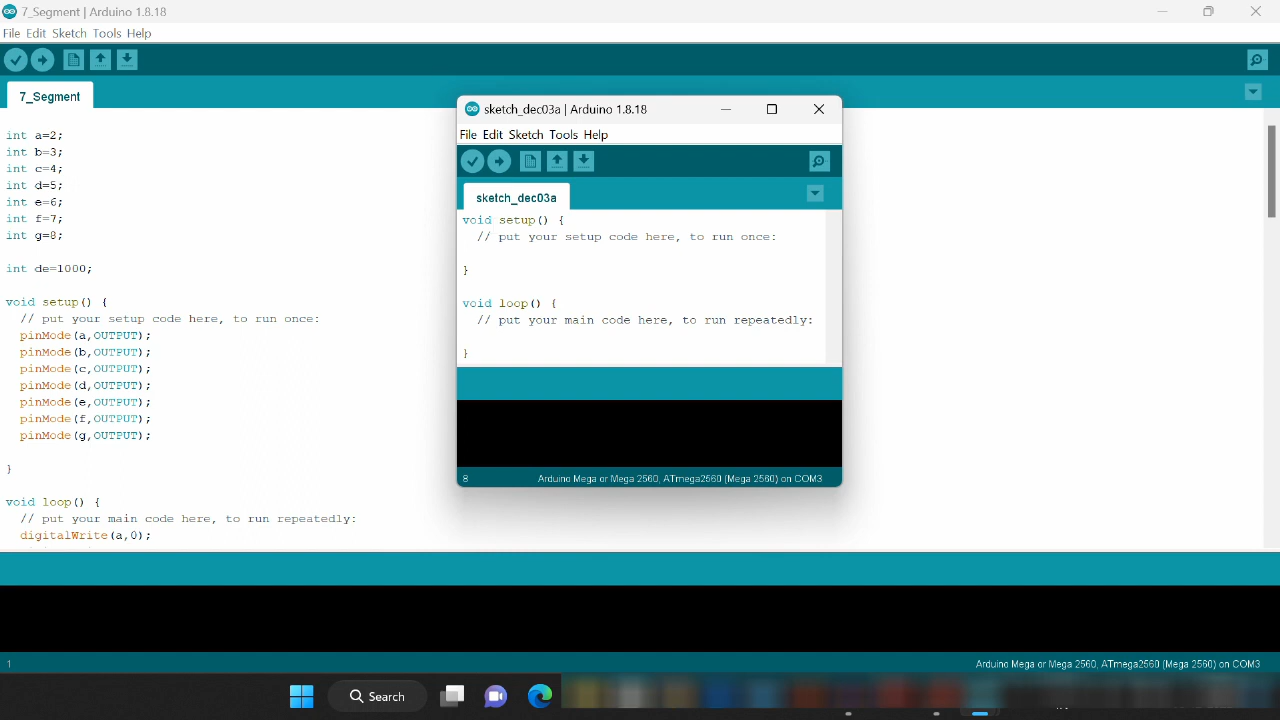 7_Segment | Arduino 1.8.18
File Edit Sketch Tools Help
7_Segment
int a=2;
int b=3;
int c=4;
int d=5;
int e=6;
int f=7;
int g=8;
int de=1000;
void setup() {
// put your setup code here, to run once:
pinMode(a,OUTPUT);
pinMode(b,OUTPUT);
pinMode(c,OUTPUT);
pinMode(d,OUTPUT);
pinMode(e,OUTPUT);
pinMode(f,OUTPUT);
pinMode(g,OUTPUT);
}
void loop() {
// put your main code here, to run repeatedly:
digitalWrite(a,0);
sketch_dec03a | Arduino 1.8.18
File Edit Sketch Tools Help
sketch_dec03a
void setup() {
// put your setup code here, to run once:
}
void loop() {
// put your main code here, to run repeatedly:
}
8 Arduino Mega or Mega 2560, ATmega2560 (Mega 2560) on COM3
1 Arduino Mega or Mega 2560, ATmega2560 (Mega 2560) on COM3
Search